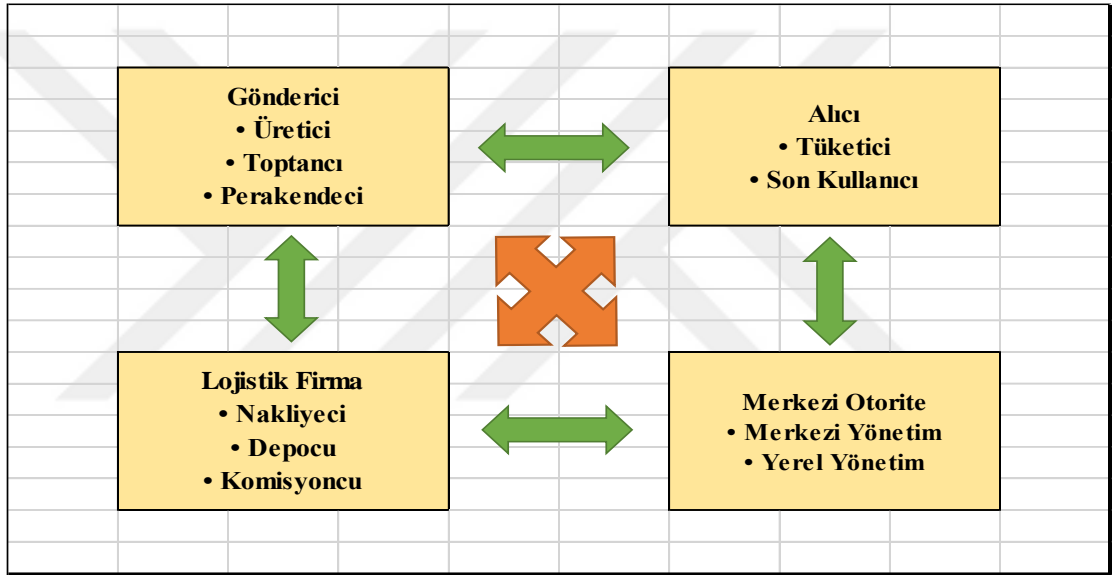 Gönderici
• Üretici
• Toptancı
• Perakendeci
Alıcı
• Tüketici
• Son Kullanıcı
Lojistik Firma
• Nakliyeci
• Depocu
• Komisyoncu
Merkezi Otorite
• Merkezi Yönetim
• Yerel Yönetim